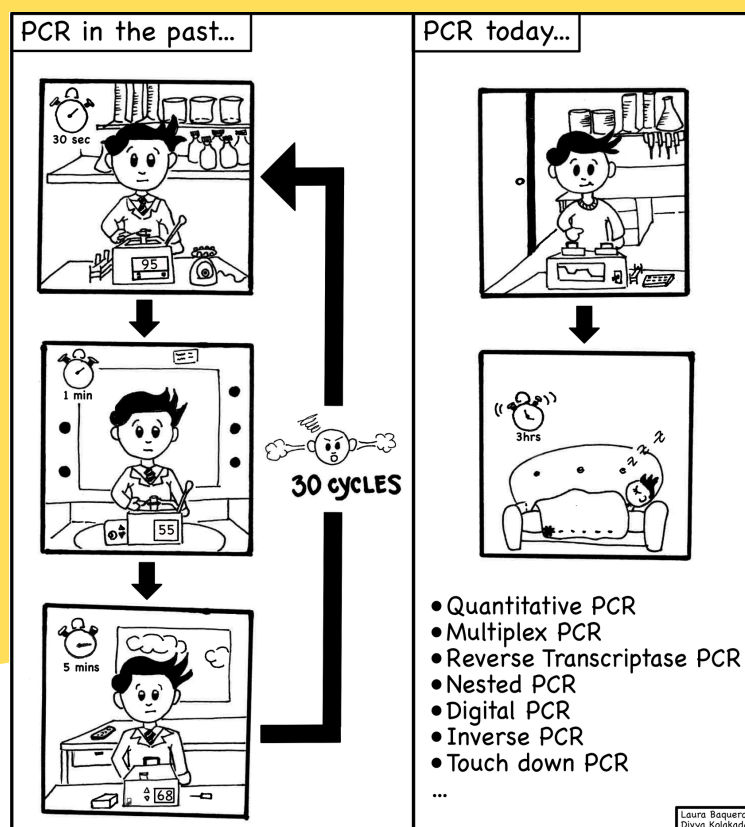 PCR in the past...
30 sec
95
1 min
55
5 mins
68
30 CYCLES
PCR today...
3hrs
z z z
• Quantitative PCR
• Multiplex PCR
• Reverse Transcriptase PCR
• Nested PCR
• Digital PCR
• Inverse PCR
• Touch down PCR
...
Laura Baquero
Divya